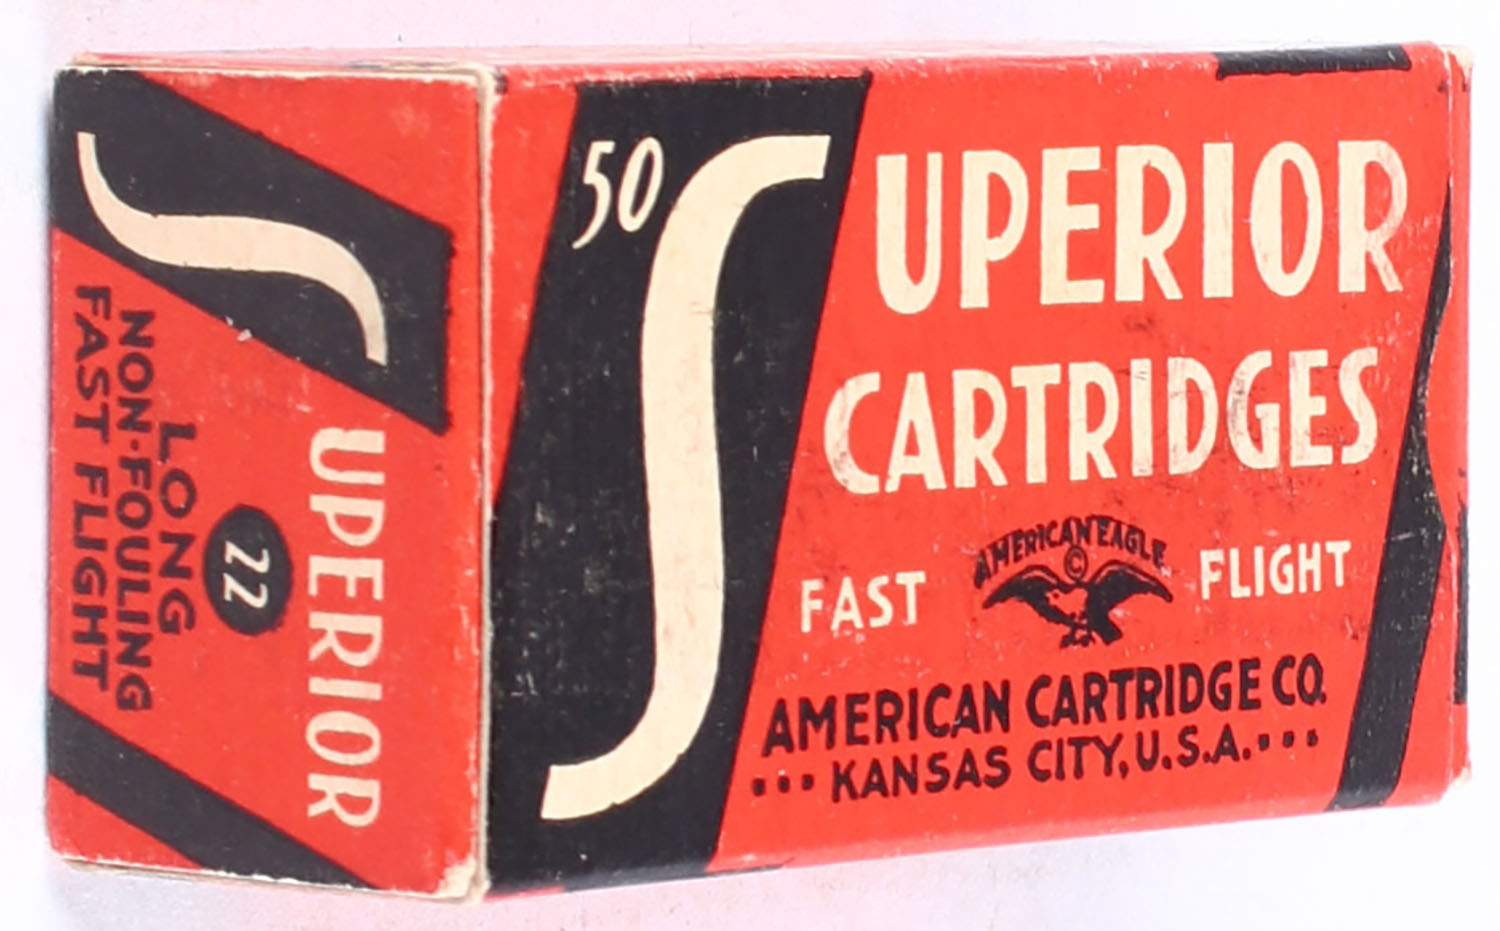 50
SUPERIOR
CARTRIDGES
AMERICAN EAGLE
©
FAST FLIGHT
AMERICAN CARTRIDGE CO.
... KANSAS CITY, U.S.A. ...
SUPERIOR
22
LONG
NON-FOULING
FAST FLIGHT